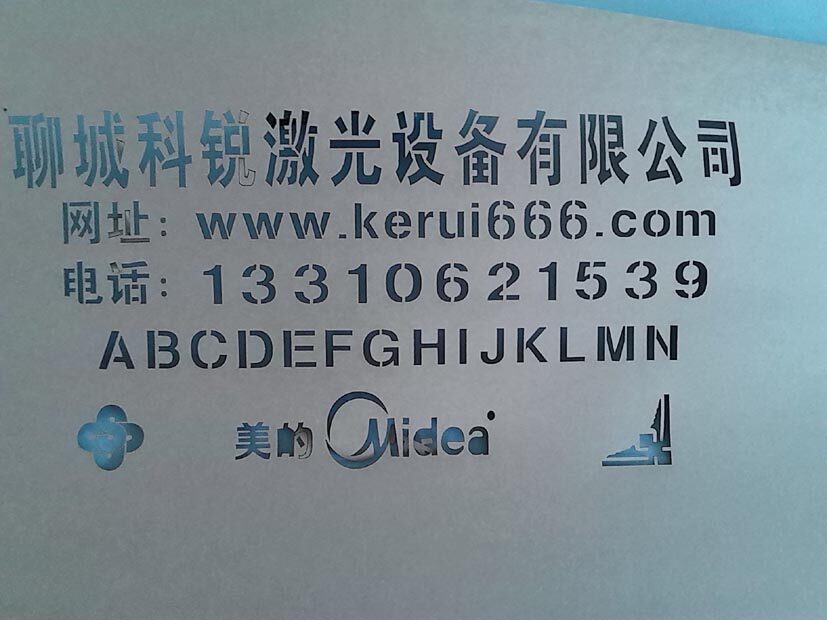 聊城科锐激光设备有限公司
网址：www.kerui666.com
电话：13310621539
ABCDEFGHIJKLMN
美的 Midea